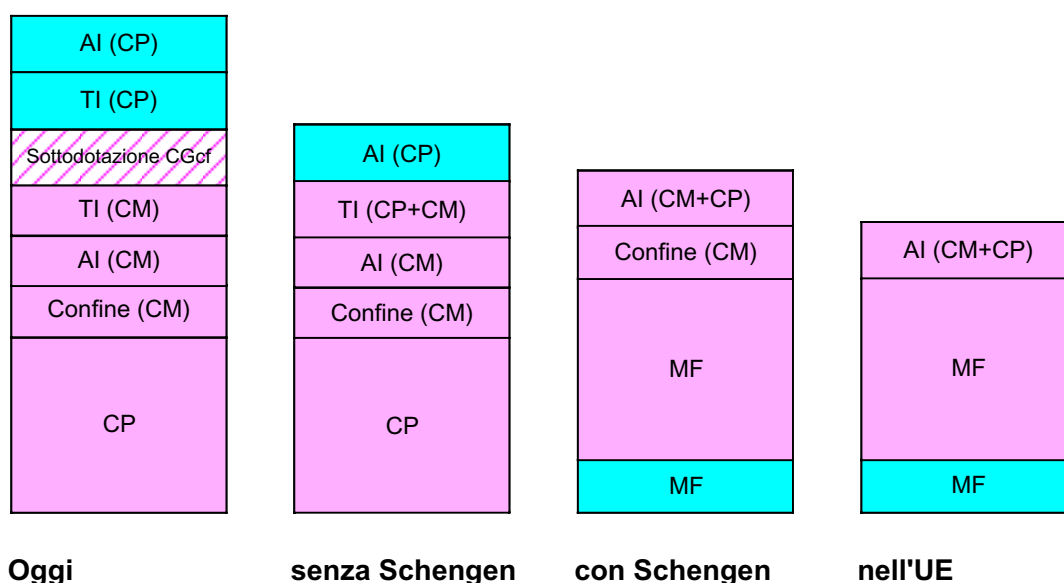 AI (CP)
TI (CP)
Sottodotazione CGcf
TI (CM)
AI (CM)
Confine (CM)
CP
Oggi
AI (CP)
TI (CP+CM)
AI (CM)
Confine (CM)
CP
senza Schengen
AI (CM+CP)
Confine (CM)
MF
MF
con Schengen
AI (CM+CP)
MF
MF
nell'UE